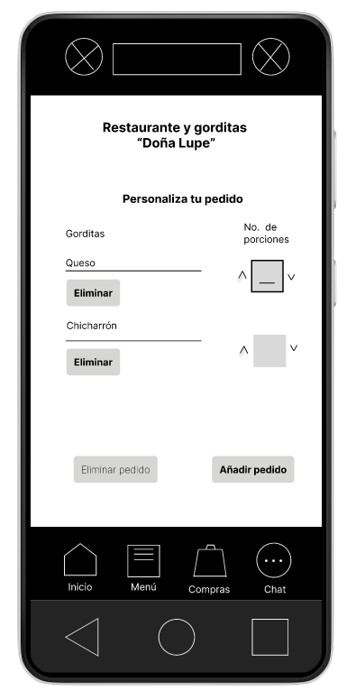 Restaurante y gorditas
“Doña Lupe”
Personaliza tu pedido
Gorditas
No. de
porciones
Queso
Eliminar
Chicharrón
Eliminar
Eliminar pedido
Añadir pedido
Inicio
Menú
Compras
Chat